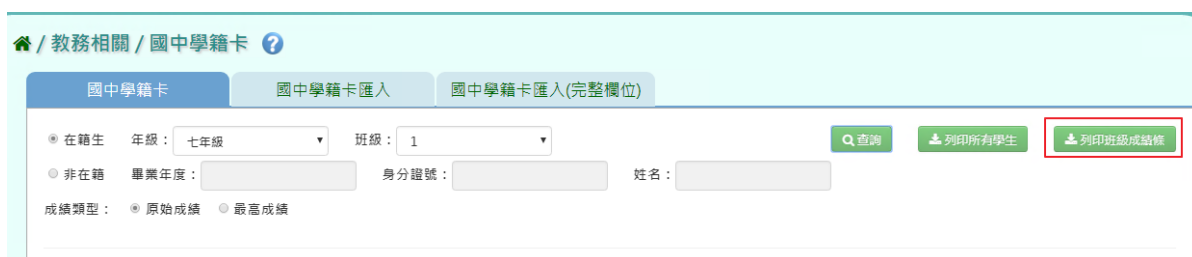 / 教務相關 / 國中學籍卡 ?
國中學籍卡 國中學籍卡匯入 國中學籍卡匯入(完整欄位)
在籍生 年級： 七年級 班級： 1 查詢 列印所有學生 列印班級成績條
非在籍 畢業年度： 身分證號： 姓名：
成績類型： 原始成績 最高成績